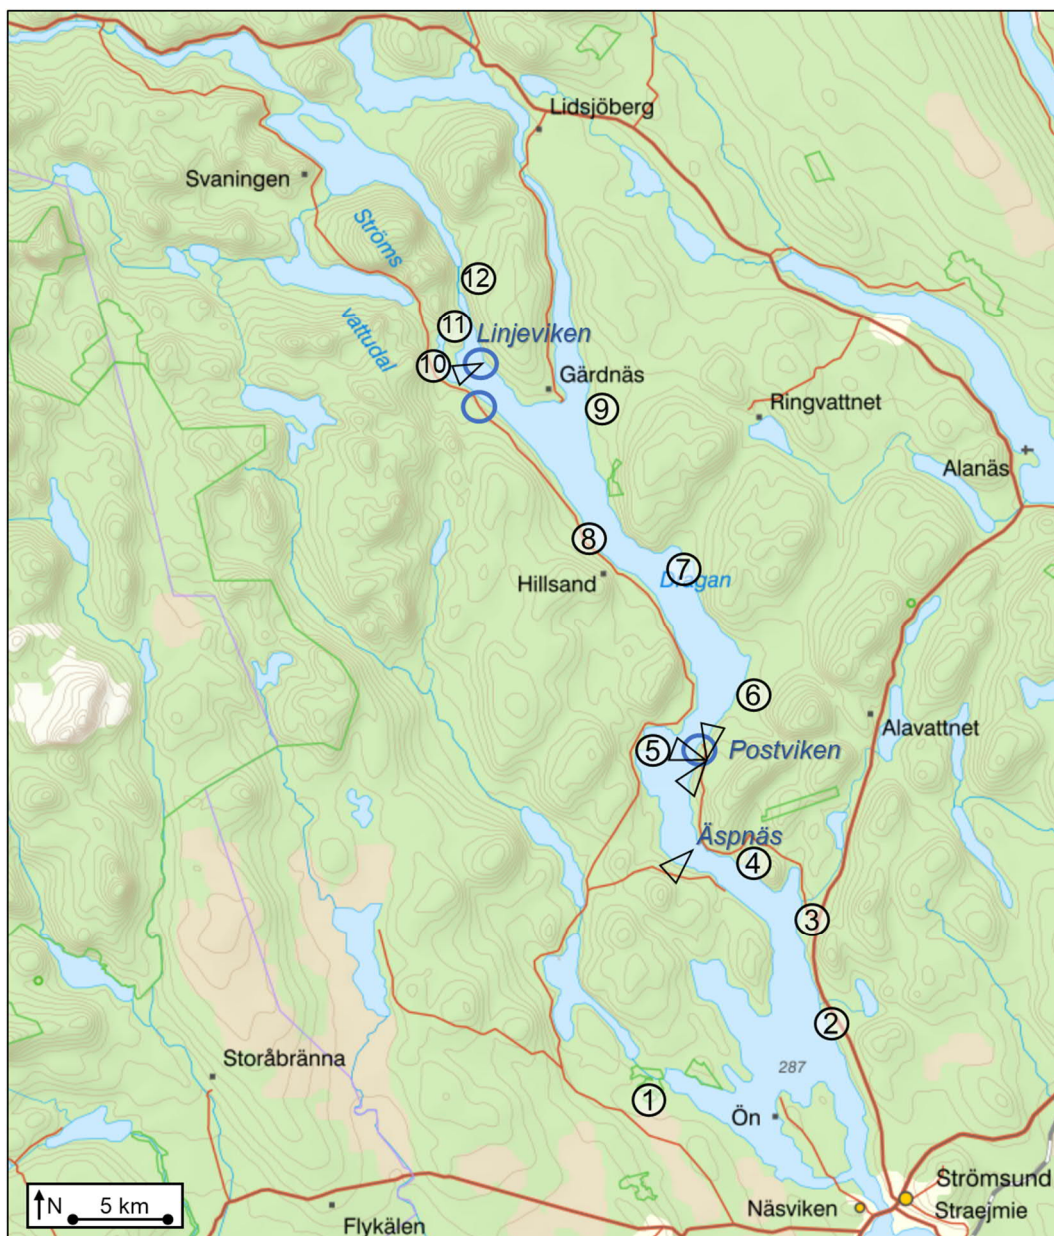 Lidsjöberg
Svaningen
Ströms
12
11
Linjeviken
vattudal
10
Gärdnäs
9
Ringvattnet
Alanäs
8
7
Dragan
Hillsand
6
Alavattnet
5
Postviken
Äspnäs
4
3
2
Storåbränna
287
1
Ön
Strömsund
Straejmie
N
5 km
Näsviken
Flykälen